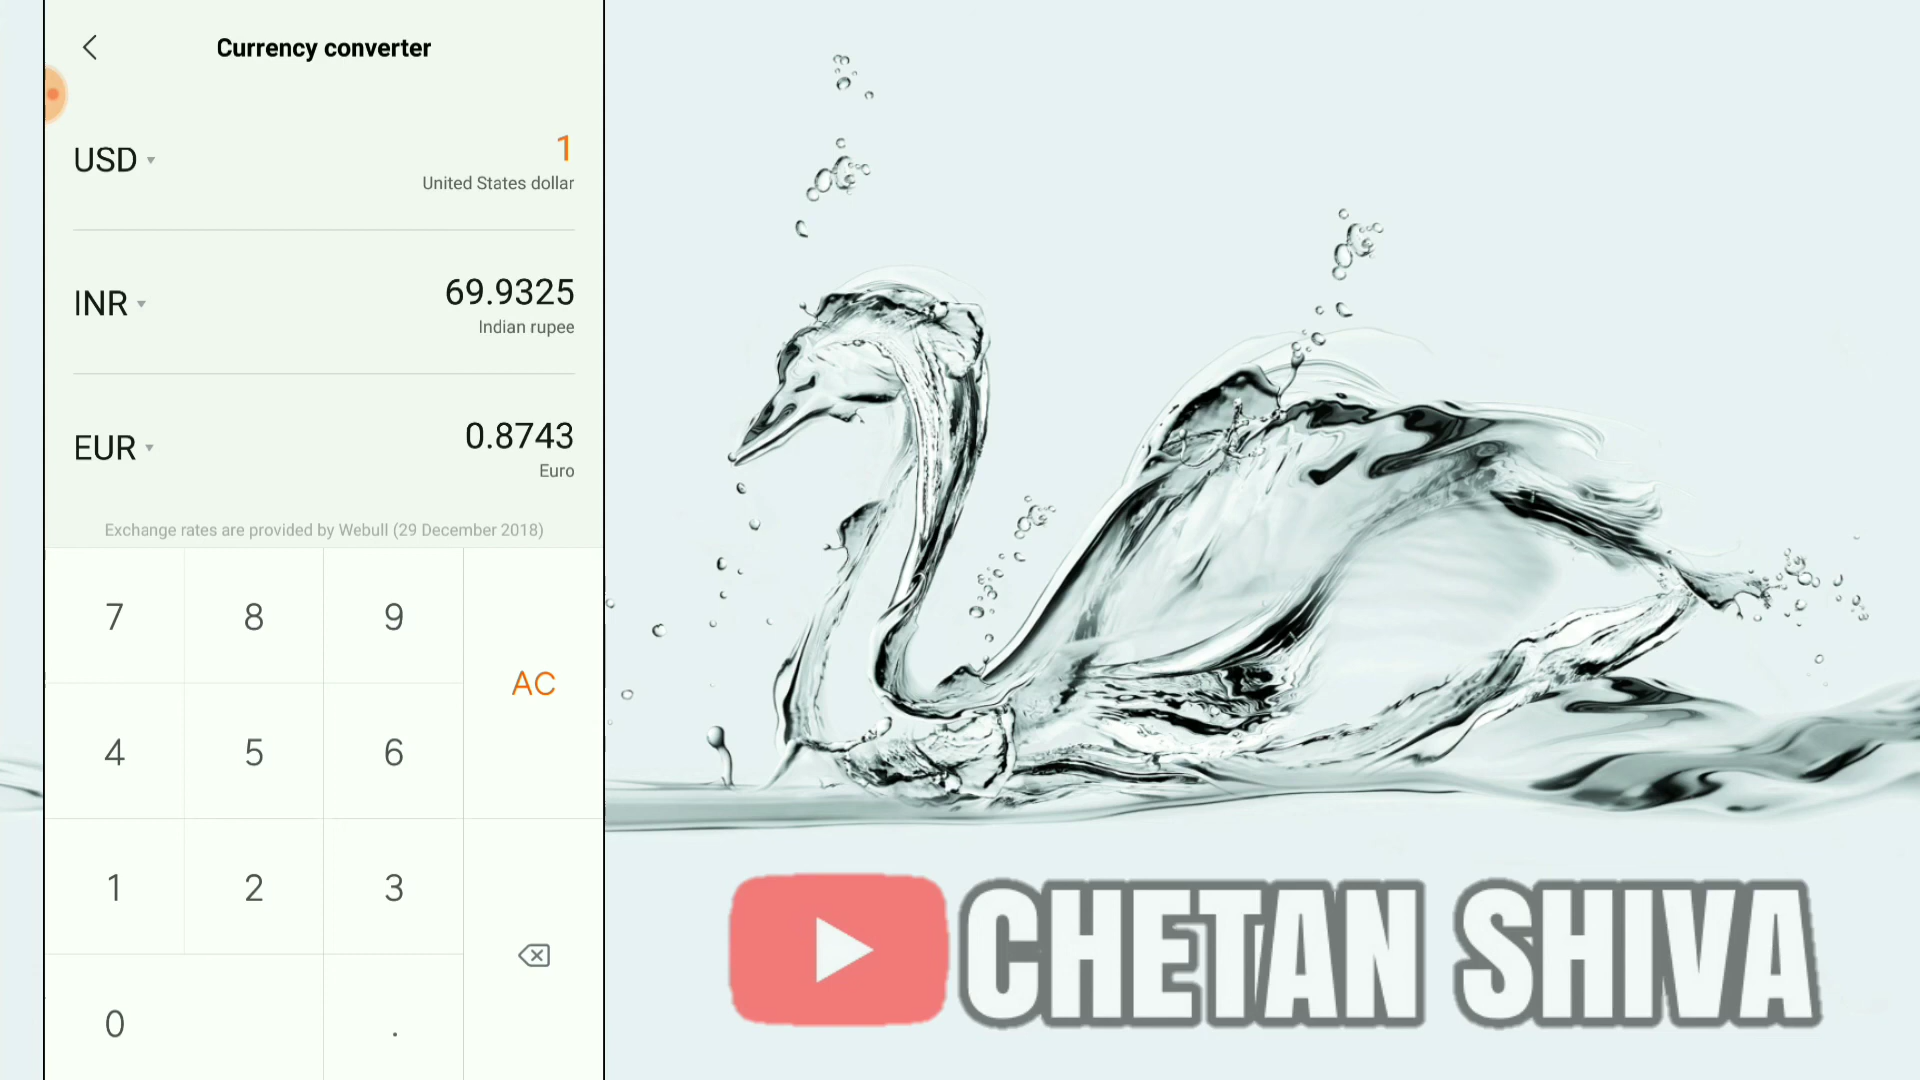 Currency converter
USD
1
United States dollar
INR
69.9325
Indian rupee
EUR
0.8743
Euro
Exchange rates are provided by Webull (29 December 2018)
7 8 9
AC
4 5 6
1 2 3
0 .
CHETAN SHIVA